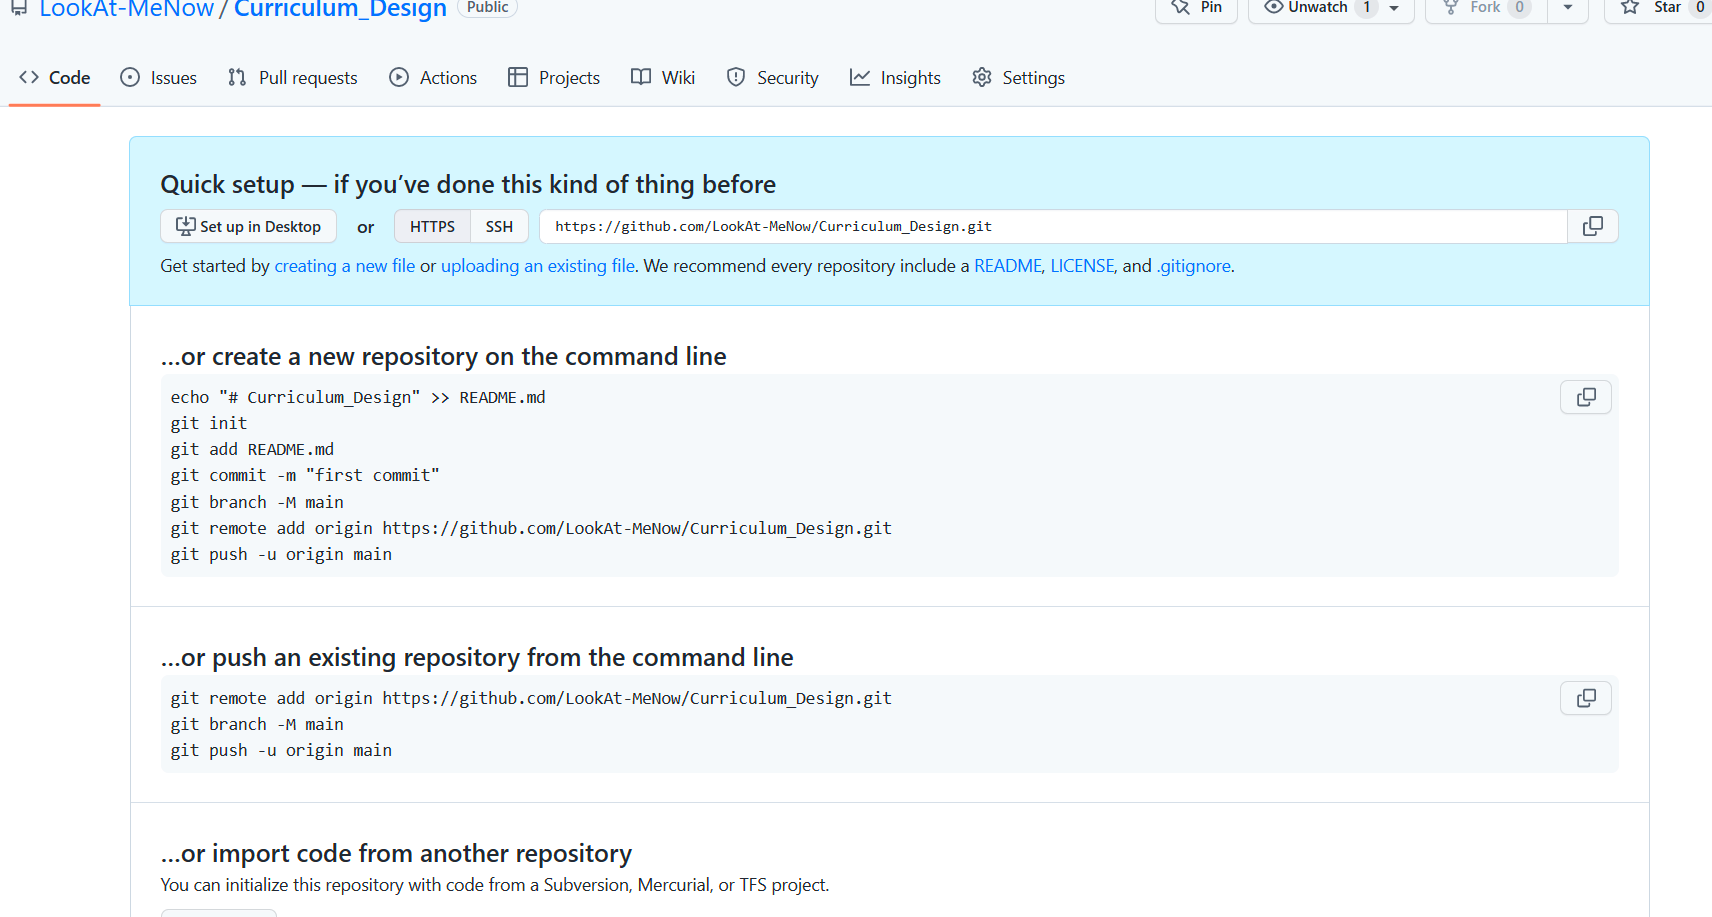 LookAt-MeNow / Curriculum_Design Public Pin Unwatch 1 Fork 0 Star 0
Code Issues Pull requests Actions Projects Wiki Security Insights Settings
Quick setup — if you’ve done this kind of thing before
Set up in Desktop or HTTPS SSH https://github.com/LookAt-MeNow/Curriculum_Design.git
Get started by creating a new file or uploading an existing file. We recommend every repository include a README, LICENSE, and .gitignore.
…or create a new repository on the command line
echo "# Curriculum_Design" >> README.md
git init
git add README.md
git commit -m "first commit"
git branch -M main
git remote add origin https://github.com/LookAt-MeNow/Curriculum_Design.git
git push -u origin main
…or push an existing repository from the command line
git remote add origin https://github.com/LookAt-MeNow/Curriculum_Design.git
git branch -M main
git push -u origin main
…or import code from another repository
You can initialize this repository with code from a Subversion, Mercurial, or TFS project.